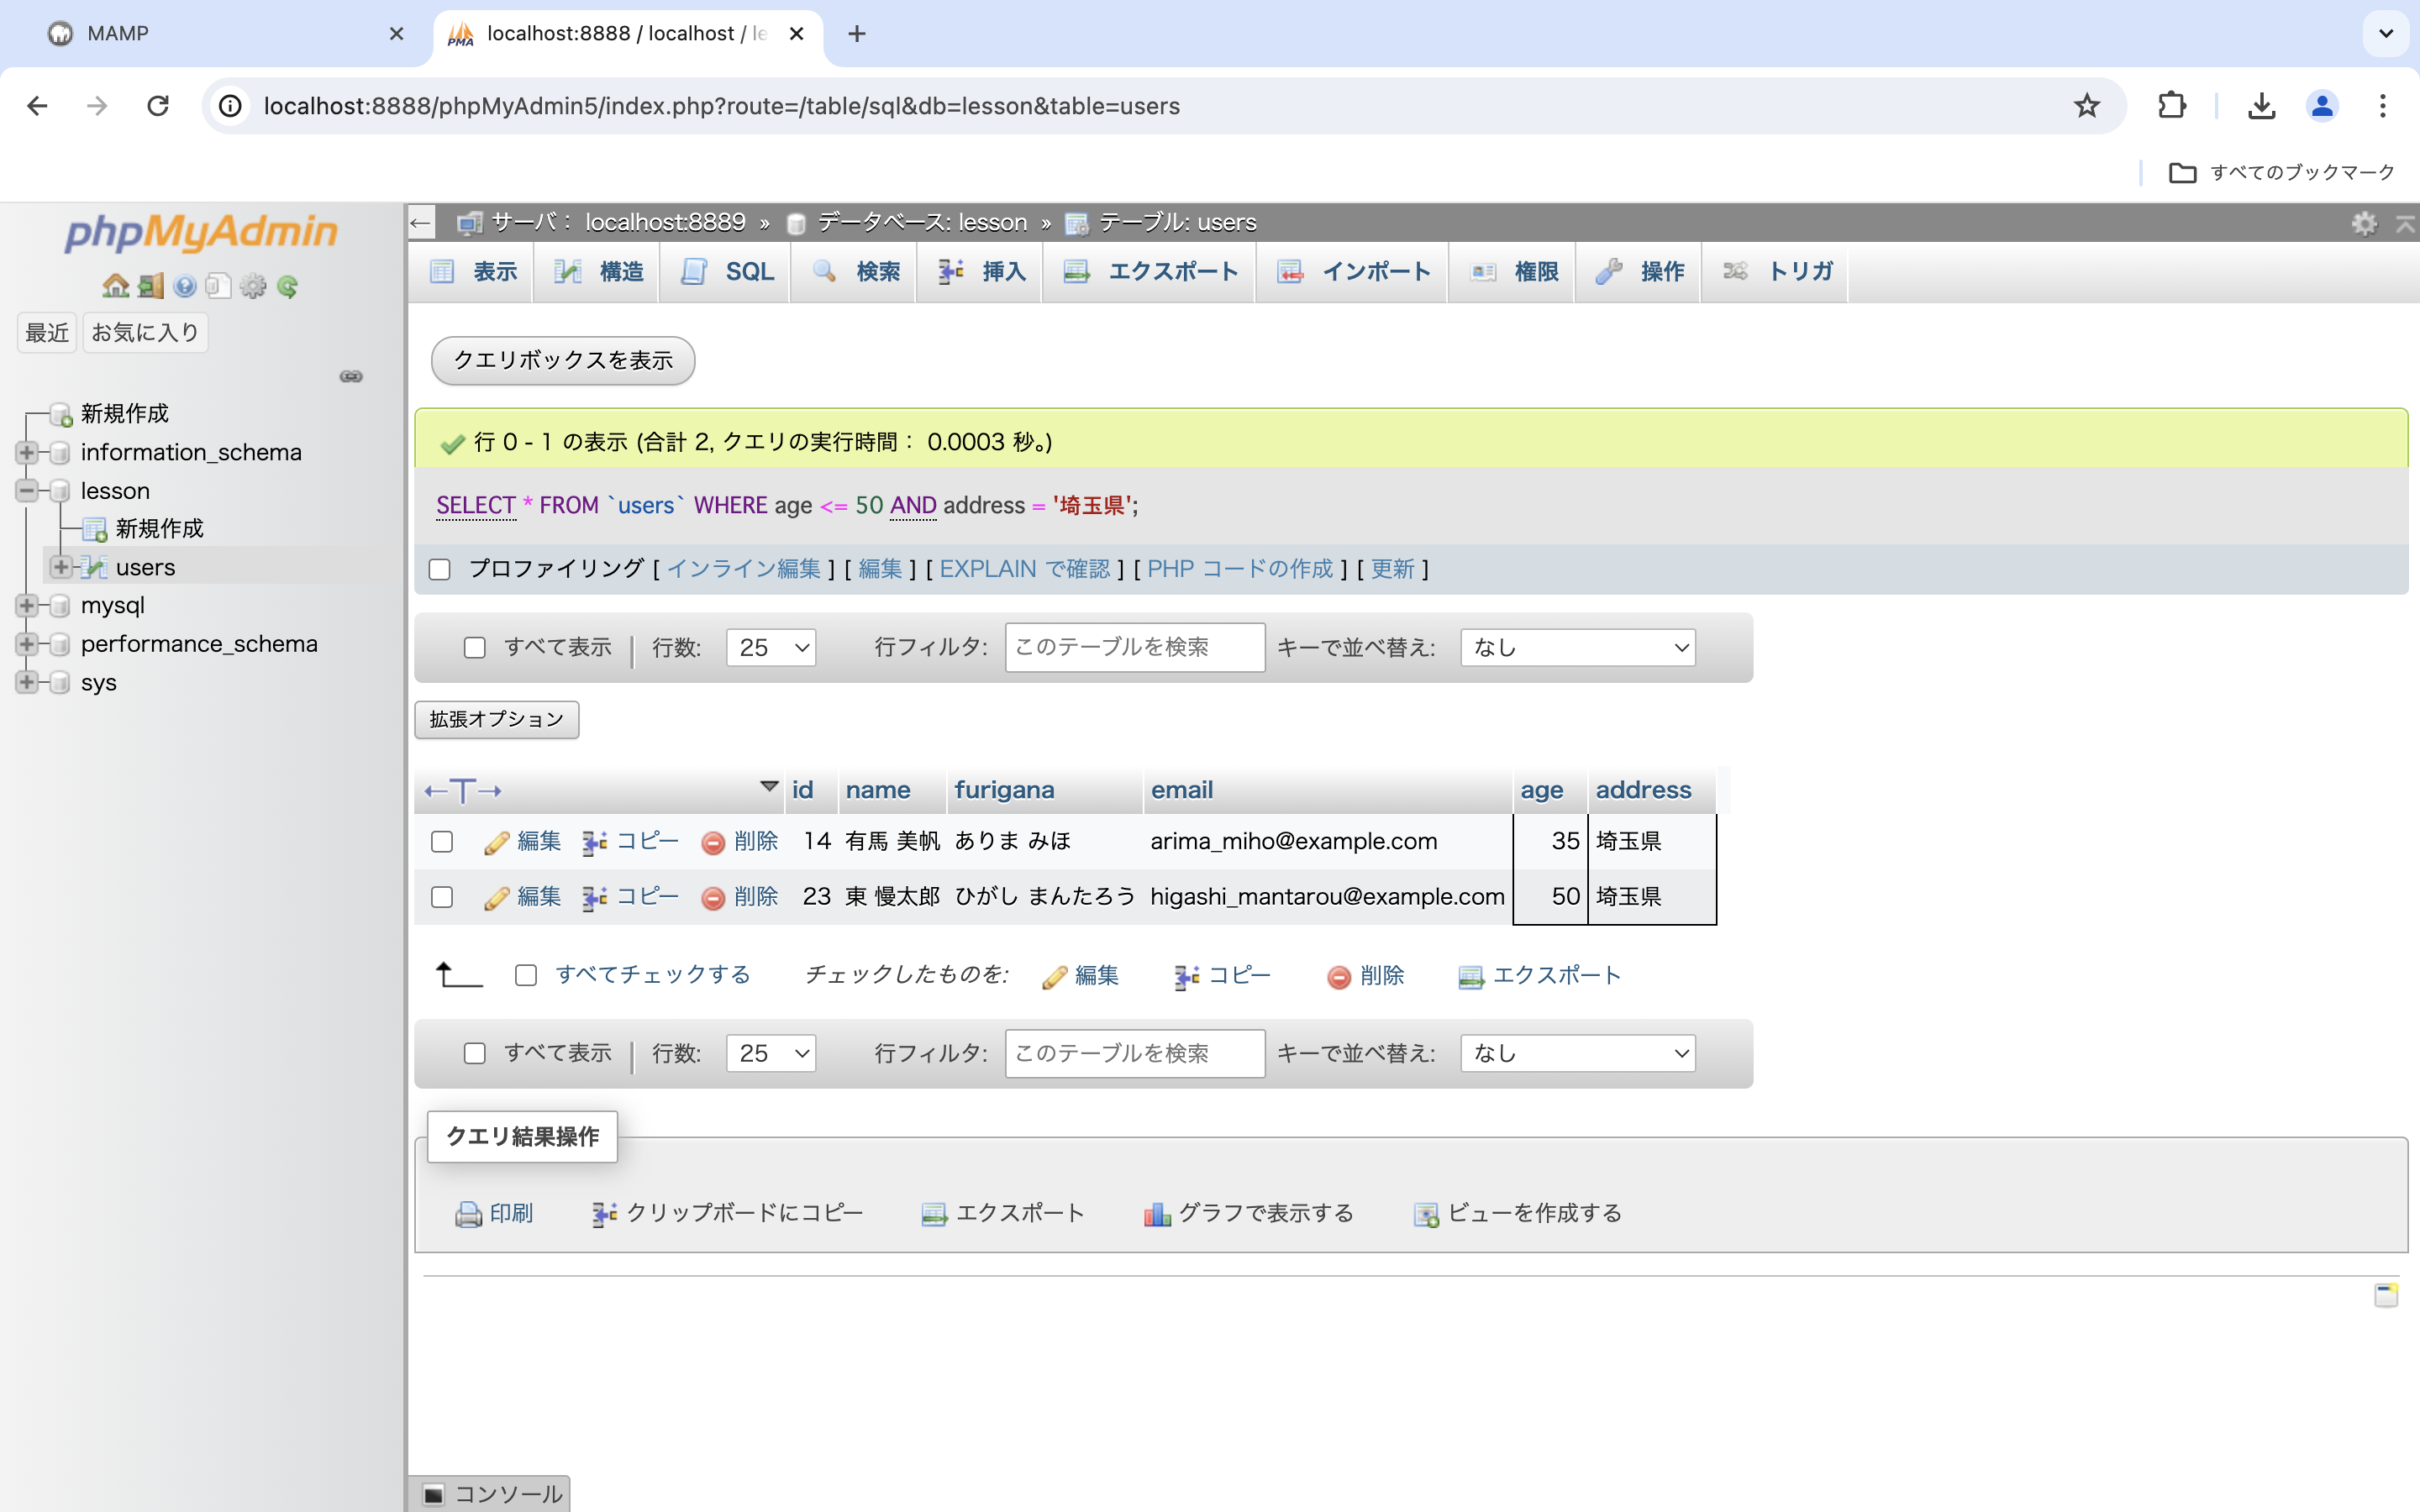 MAMP
localhost:8888 / localhost / le
localhost:8888/phpMyAdmin5/index.php?route=/table/sql&db=lesson&table=users
すべてのブックマーク
phpMyAdmin
最近 お気に入り
新規作成
information_schema
lesson
新規作成
users
mysql
performance_schema
sys
サーバ： localhost:8889 » データベース: lesson » テーブル: users
表示 構造 SQL 検索 挿入 エクスポート インポート 権限 操作 トリガ
クエリボックスを表示
行 0 - 1 の表示 (合計 2, クエリの実行時間： 0.0003 秒。)
SELECT * FROM `users` WHERE age <= 50 AND address = '埼玉県';
プロファイリング [ インライン編集 ] [ 編集 ] [ EXPLAIN で確認 ] [ PHP コードの作成 ] [ 更新 ]
すべて表示 | 行数: 25 行フィルタ: このテーブルを検索 キーで並べ替え: なし
拡張オプション
←T→ id name furigana email age address
編集 コピー 削除 14 有馬 美帆 ありま みほ arima_miho@example.com 35 埼玉県
編集 コピー 削除 23 東 慢太郎 ひがし まんたろう higashi_mantarou@example.com 50 埼玉県
すべてチェックする チェックしたものを: 編集 コピー 削除 エクスポート
すべて表示 | 行数: 25 行フィルタ: このテーブルを検索 キーで並べ替え: なし
クエリ結果操作
印刷 クリップボードにコピー エクスポート グラフで表示する ビューを作成する
コンソール